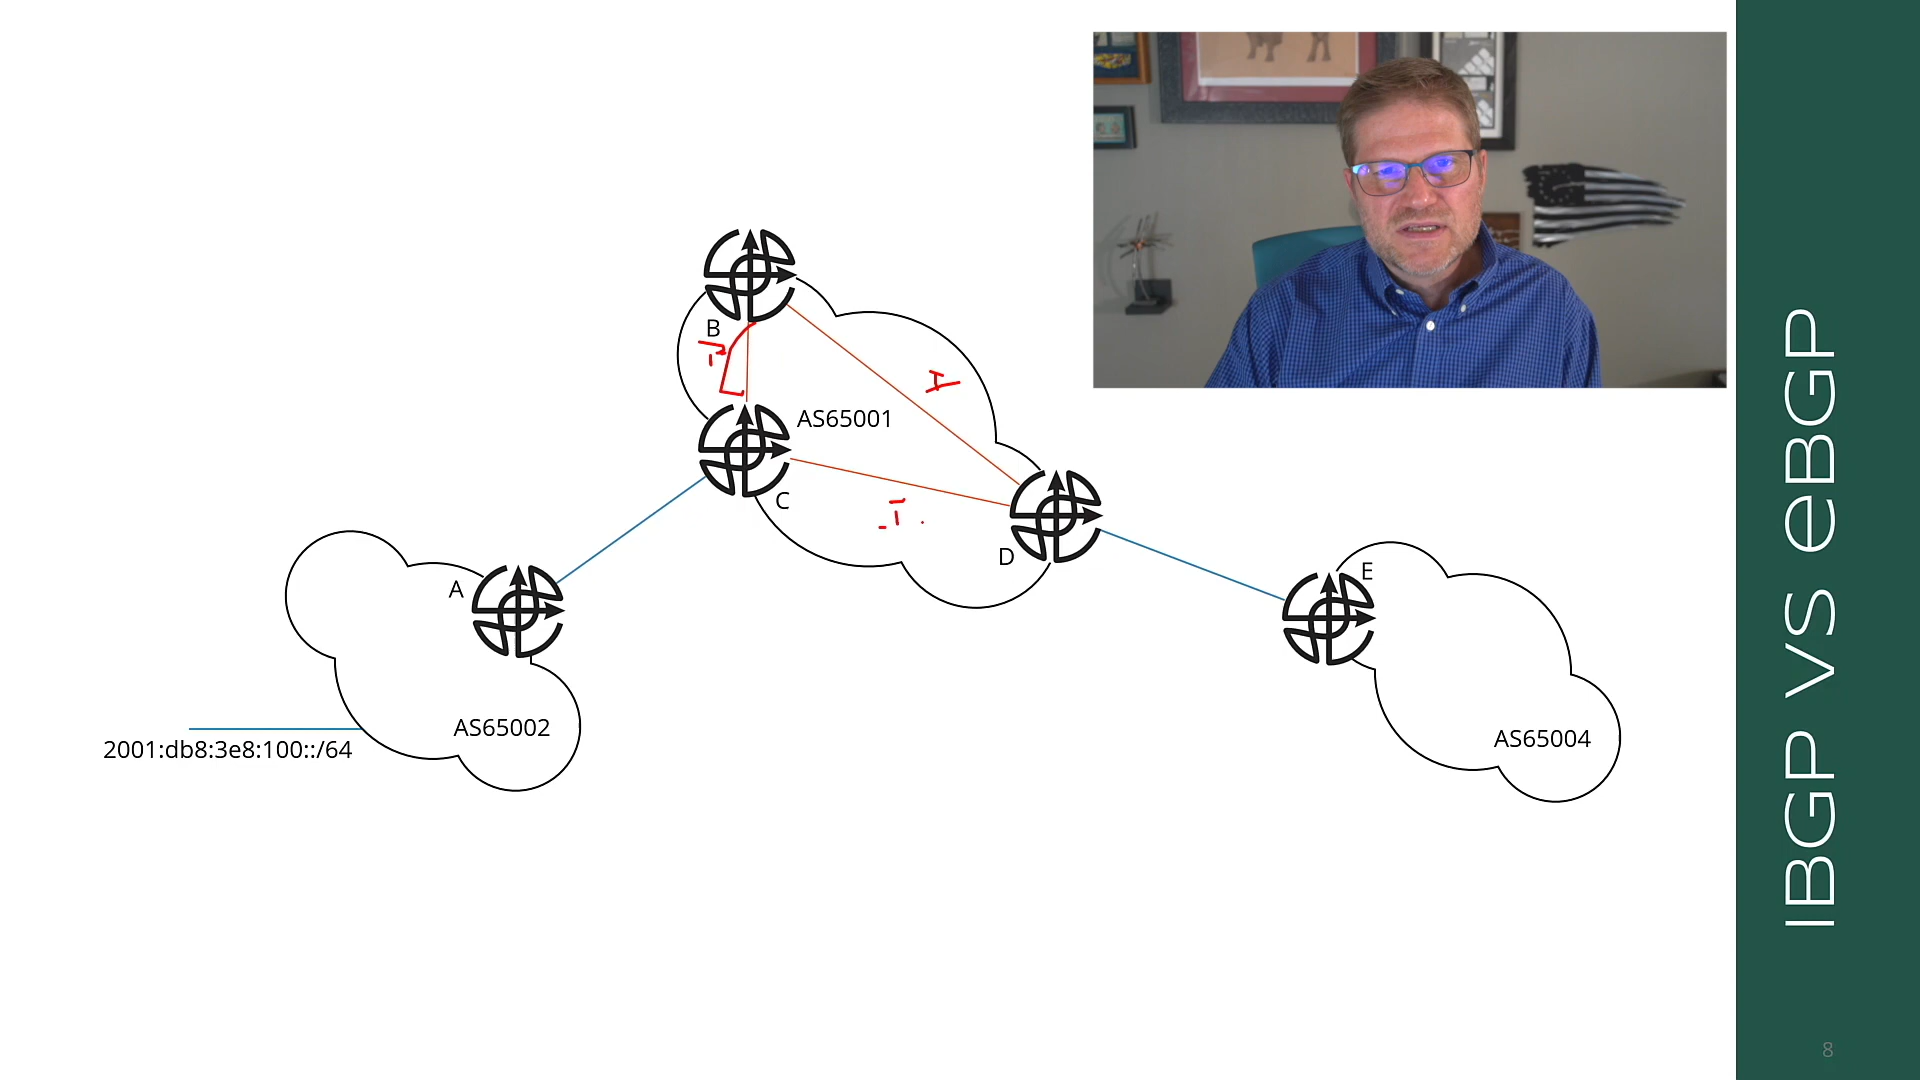 B
I
I
AS65001
C
I
D
A
E
AS65002
2001:db8:3e8:100::/64
AS65004
IBGP vs eBGP
8